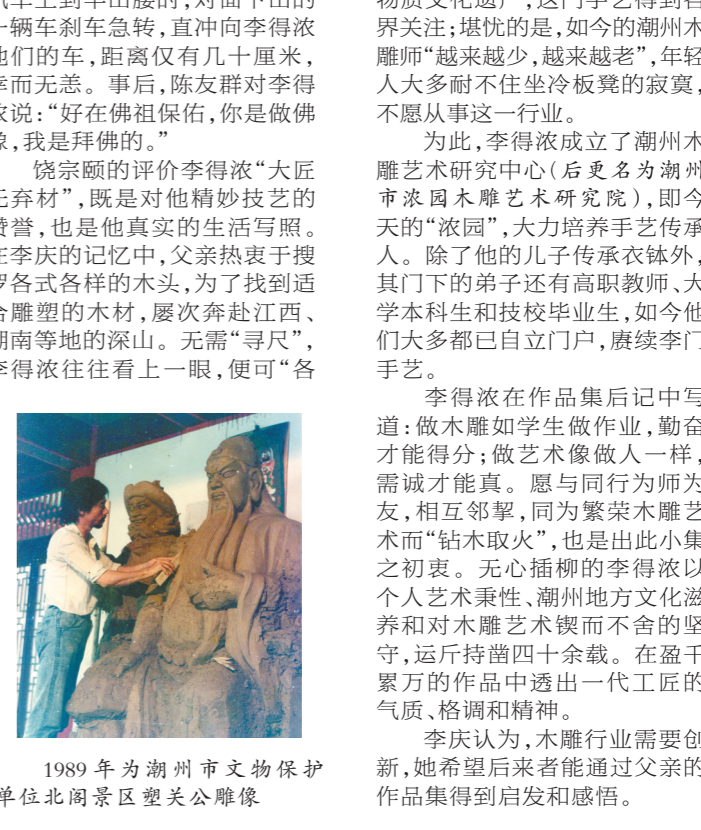 汽车上到半山腰时，对面下山的
一辆车刹车急转，直冲向李得浓
他们的车，距离仅有几十厘米，
幸而无恙。事后，陈友群对李得
浓说：“好在佛祖保佑，你是做佛
像，我是拜佛的。”
饶宗颐的评价李得浓“大匠
无弃材”，既是对他精妙技艺的
赞誉，也是他真实的生活写照。
在李庆的记忆中，父亲热衷于搜
罗各式各样的木头，为了找到适
合雕塑的木材，屡次奔赴江西、
湖南等地的深山。无需“寻尺”，
李得浓往往看上一眼，便可“各
1989年为潮州市文物保护
单位北阁景区塑关公雕像
物质文化遗产，这门手艺得到各
界关注；堪忧的是，如今的潮州木
雕师“越来越少，越来越老”，年轻
人大多耐不住坐冷板凳的寂寞，
不愿从事这一行业。
为此，李得浓成立了潮州木
雕艺术研究中心(后更名为潮州
市浓园木雕艺术研究院)，即今
天的“浓园”，大力培养手艺传承
人。除了他的儿子传承衣钵外，
其门下的弟子还有高职教师、大
学本科生和技校毕业生，如今他
们大多都已自立门户，赓续李门
手艺。
李得浓在作品集后记中写
道：做木雕如学生做作业，勤奋
才能得分；做艺术像做人一样，
需诚才能真。愿与同行为师为
友，相互邻挈，同为繁荣木雕艺
术而“钻木取火”，也是出此小集
之初衷。无心插柳的李得浓以
个人艺术秉性、潮州地方文化滋
养和对木雕艺术锲而不舍的坚
守，运斤持凿四十余载。在盈千
累万的作品中透出一代工匠的
气质、格调和精神。
李庆认为，木雕行业需要创
新，她希望后来者能通过父亲的
作品集得到启发和感悟。